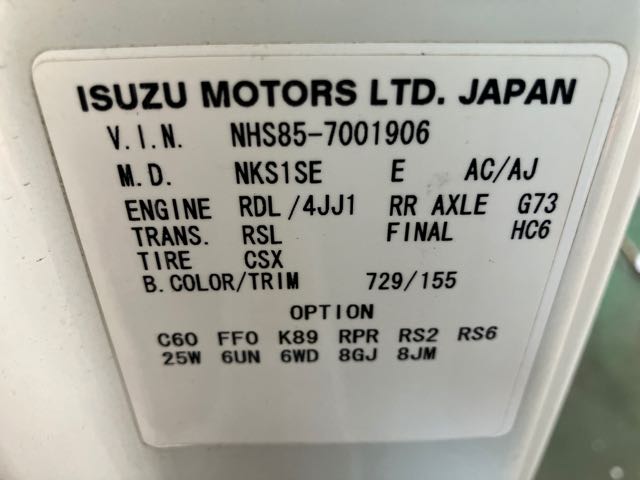 ISUZU MOTORS LTD. JAPAN
V.I.N. NHS85-7001906
M.D. NKS1SE E AC/AJ
ENGINE RDL/4JJ1 RR AXLE G73
TRANS. RSL FINAL HC6
TIRE CSX
B.COLOR/TRIM 729/155
OPTION
C60 FF0 K89 RPR RS2 RS6
25W 6UN 6WD 8GJ 8JM